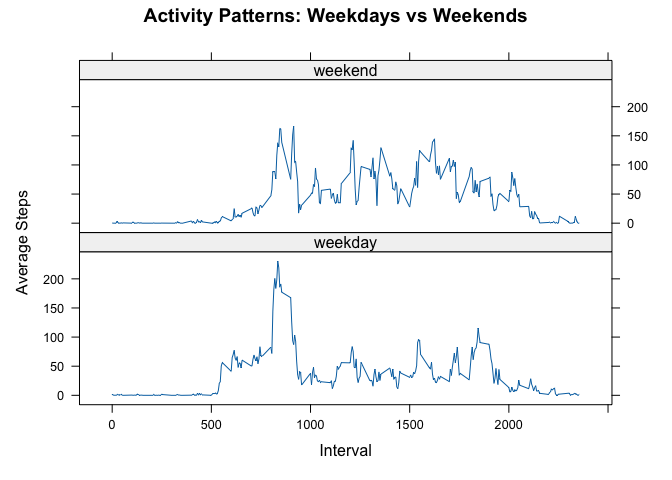 Activity Patterns: Weekdays vs Weekends
weekend
200
150
100
50
0
Average Steps
weekday
200
150
100
50
0
0 500 1000 1500 2000
Interval